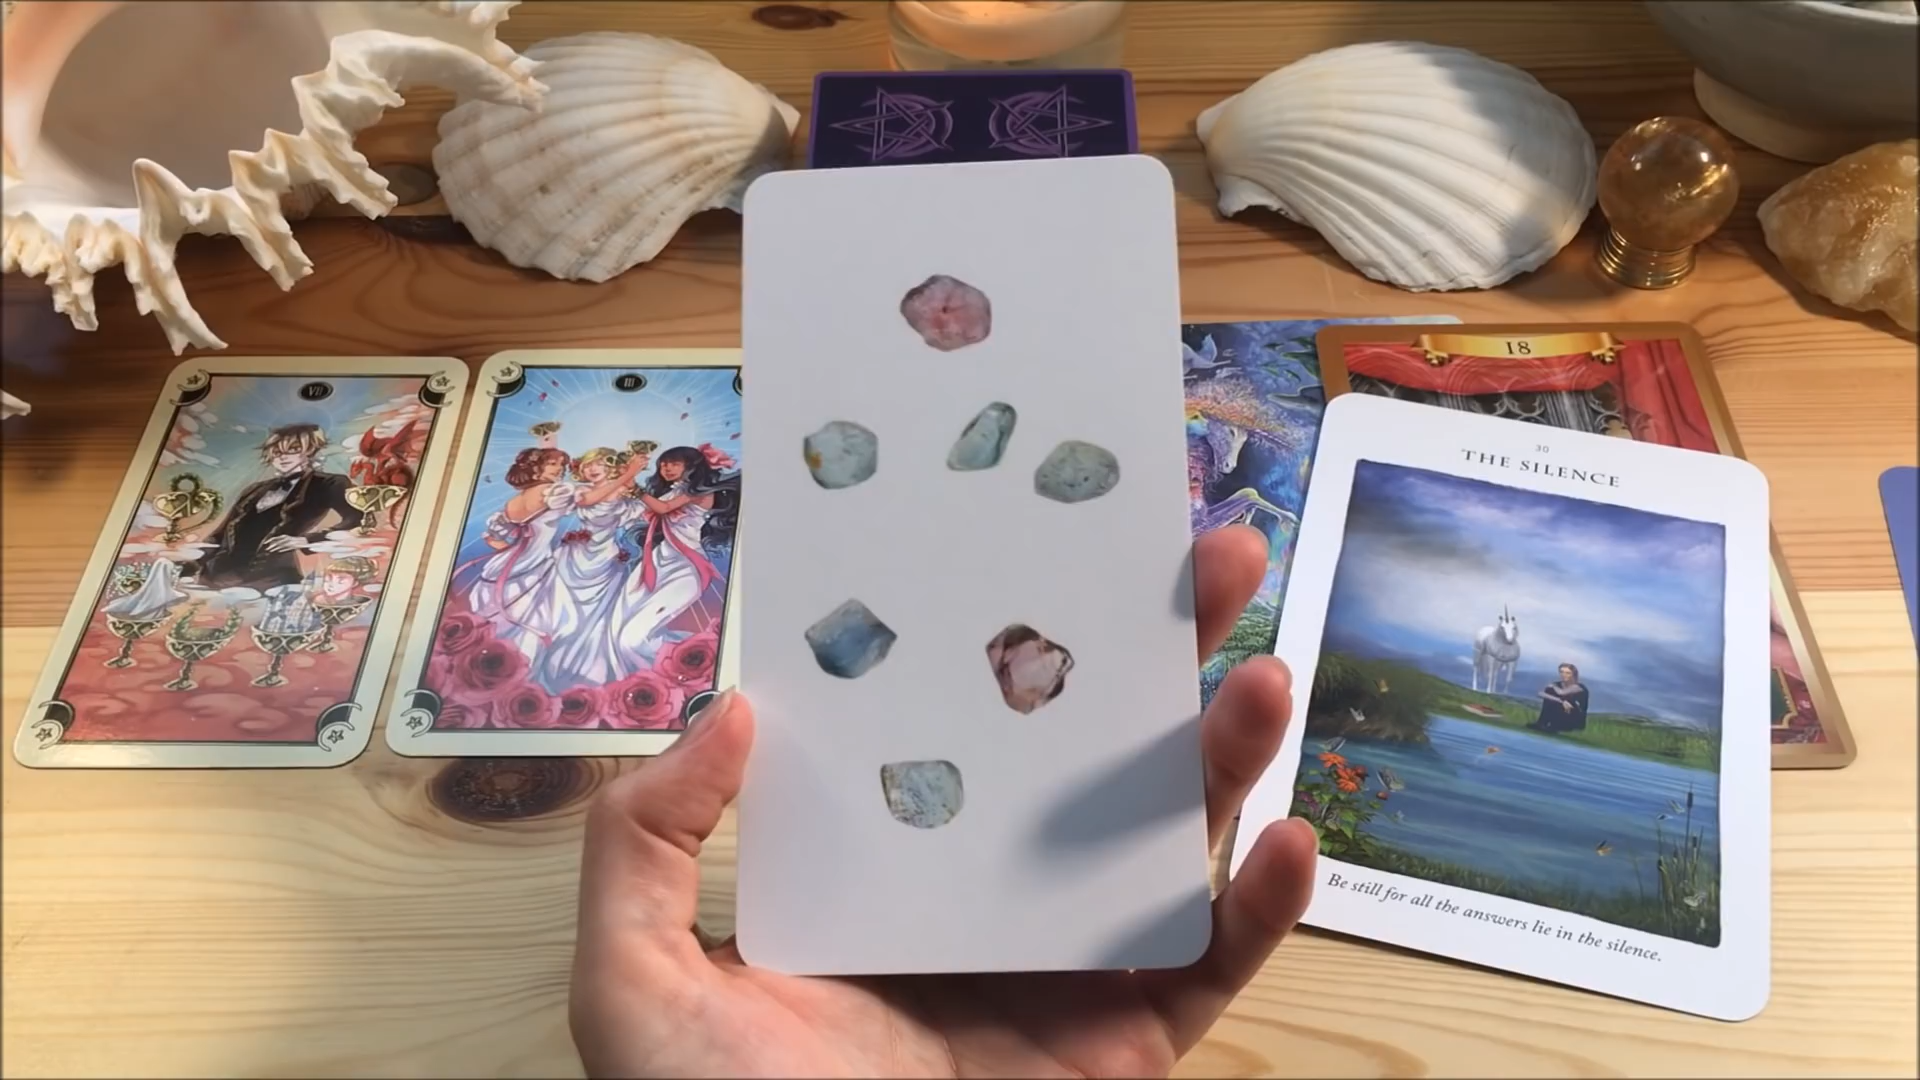 VII
III
18
30
THE SILENCE
Be still for all the answers lie in the silence.